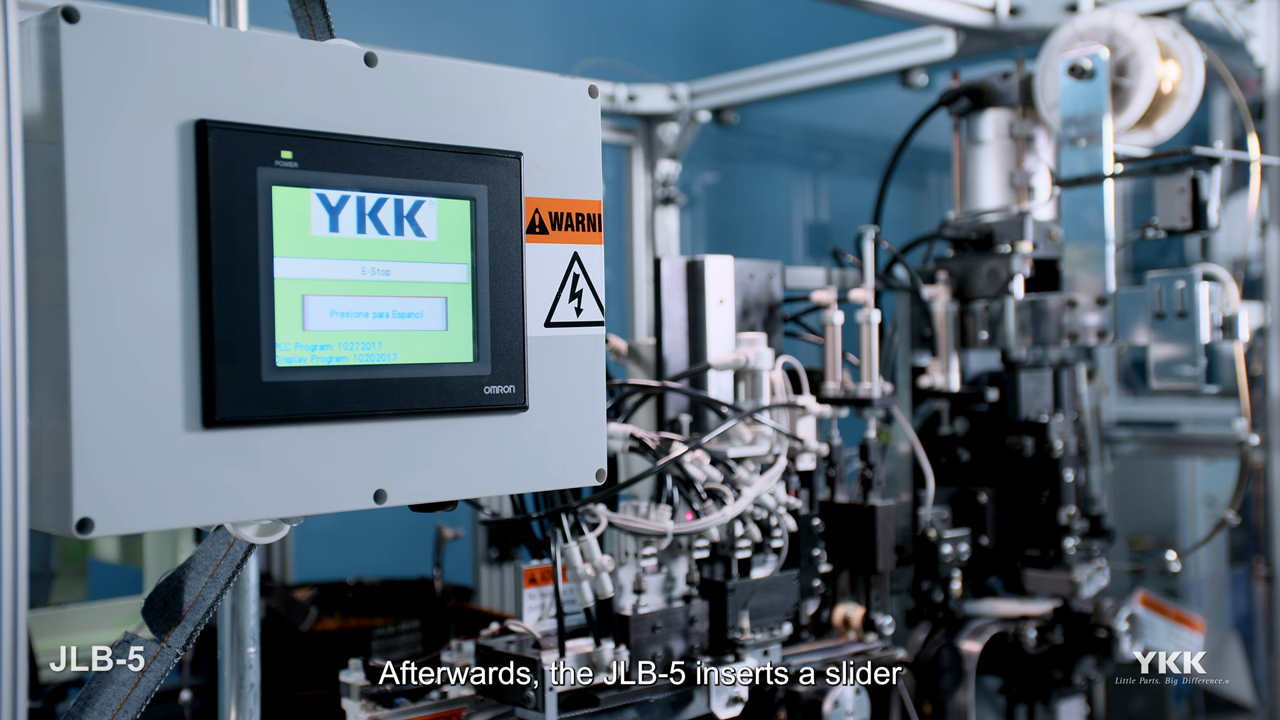 POWER
YKK
E-Stop
Presione para Espanol
PLC Program: 10272017
Display Program: 10202017
OMRON
WARNI
JLB-5
Afterwards, the JLB-5 inserts a slider
YKK
Little Parts. Big Difference.